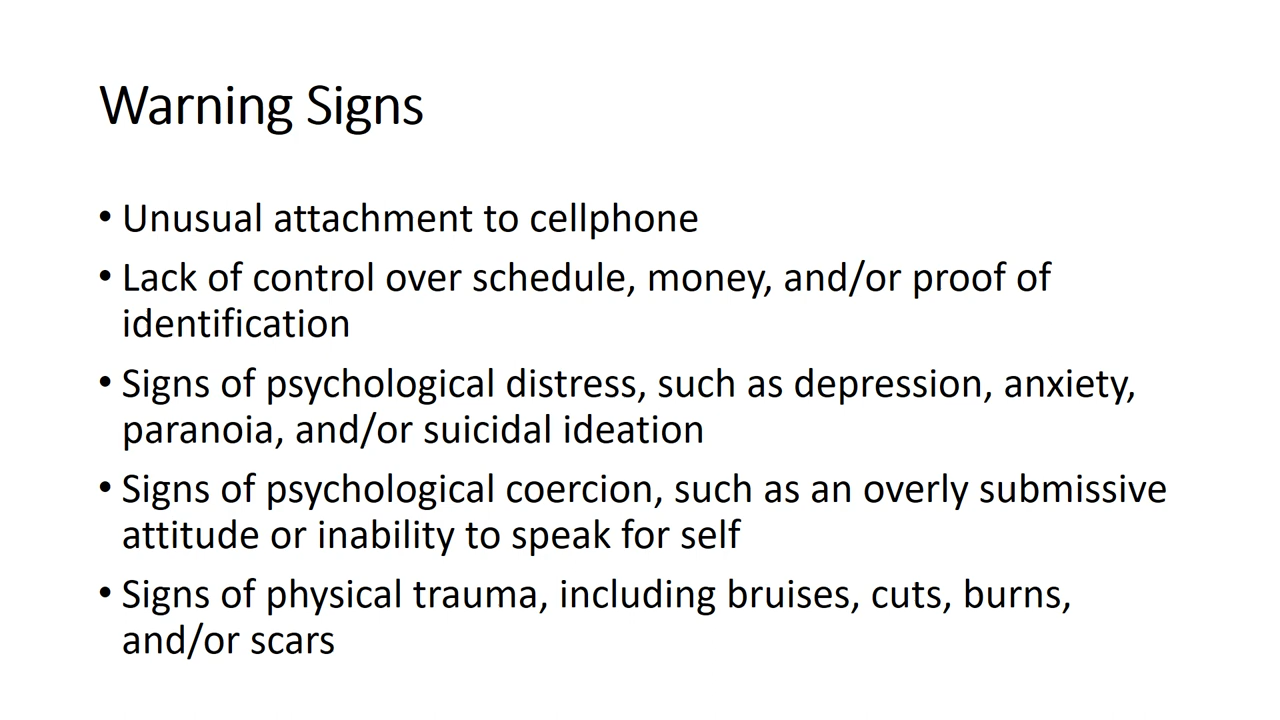 Warning Signs
• Unusual attachment to cellphone
• Lack of control over schedule, money, and/or proof of
identification
• Signs of psychological distress, such as depression, anxiety,
paranoia, and/or suicidal ideation
• Signs of psychological coercion, such as an overly submissive
attitude or inability to speak for self
• Signs of physical trauma, including bruises, cuts, burns,
and/or scars